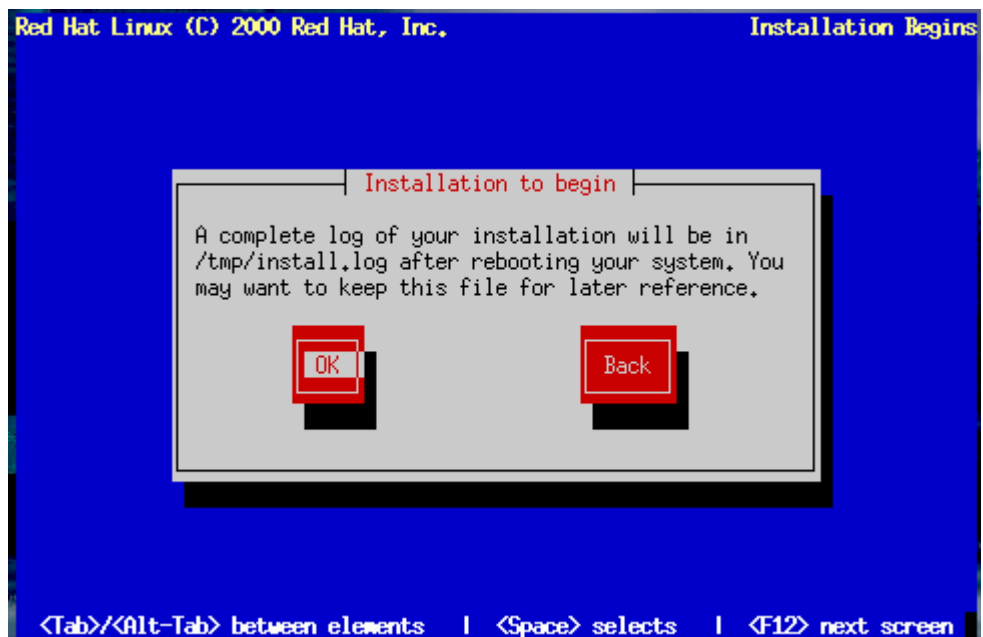 Red Hat Linux (C) 2000 Red Hat, Inc. Installation Begins
Installation to begin
A complete log of your installation will be in
/tmp/install.log after rebooting your system. You
may want to keep this file for later reference.
OK Back
<Tab>/<Alt-Tab> between elements | <Space> selects | <F12> next screen